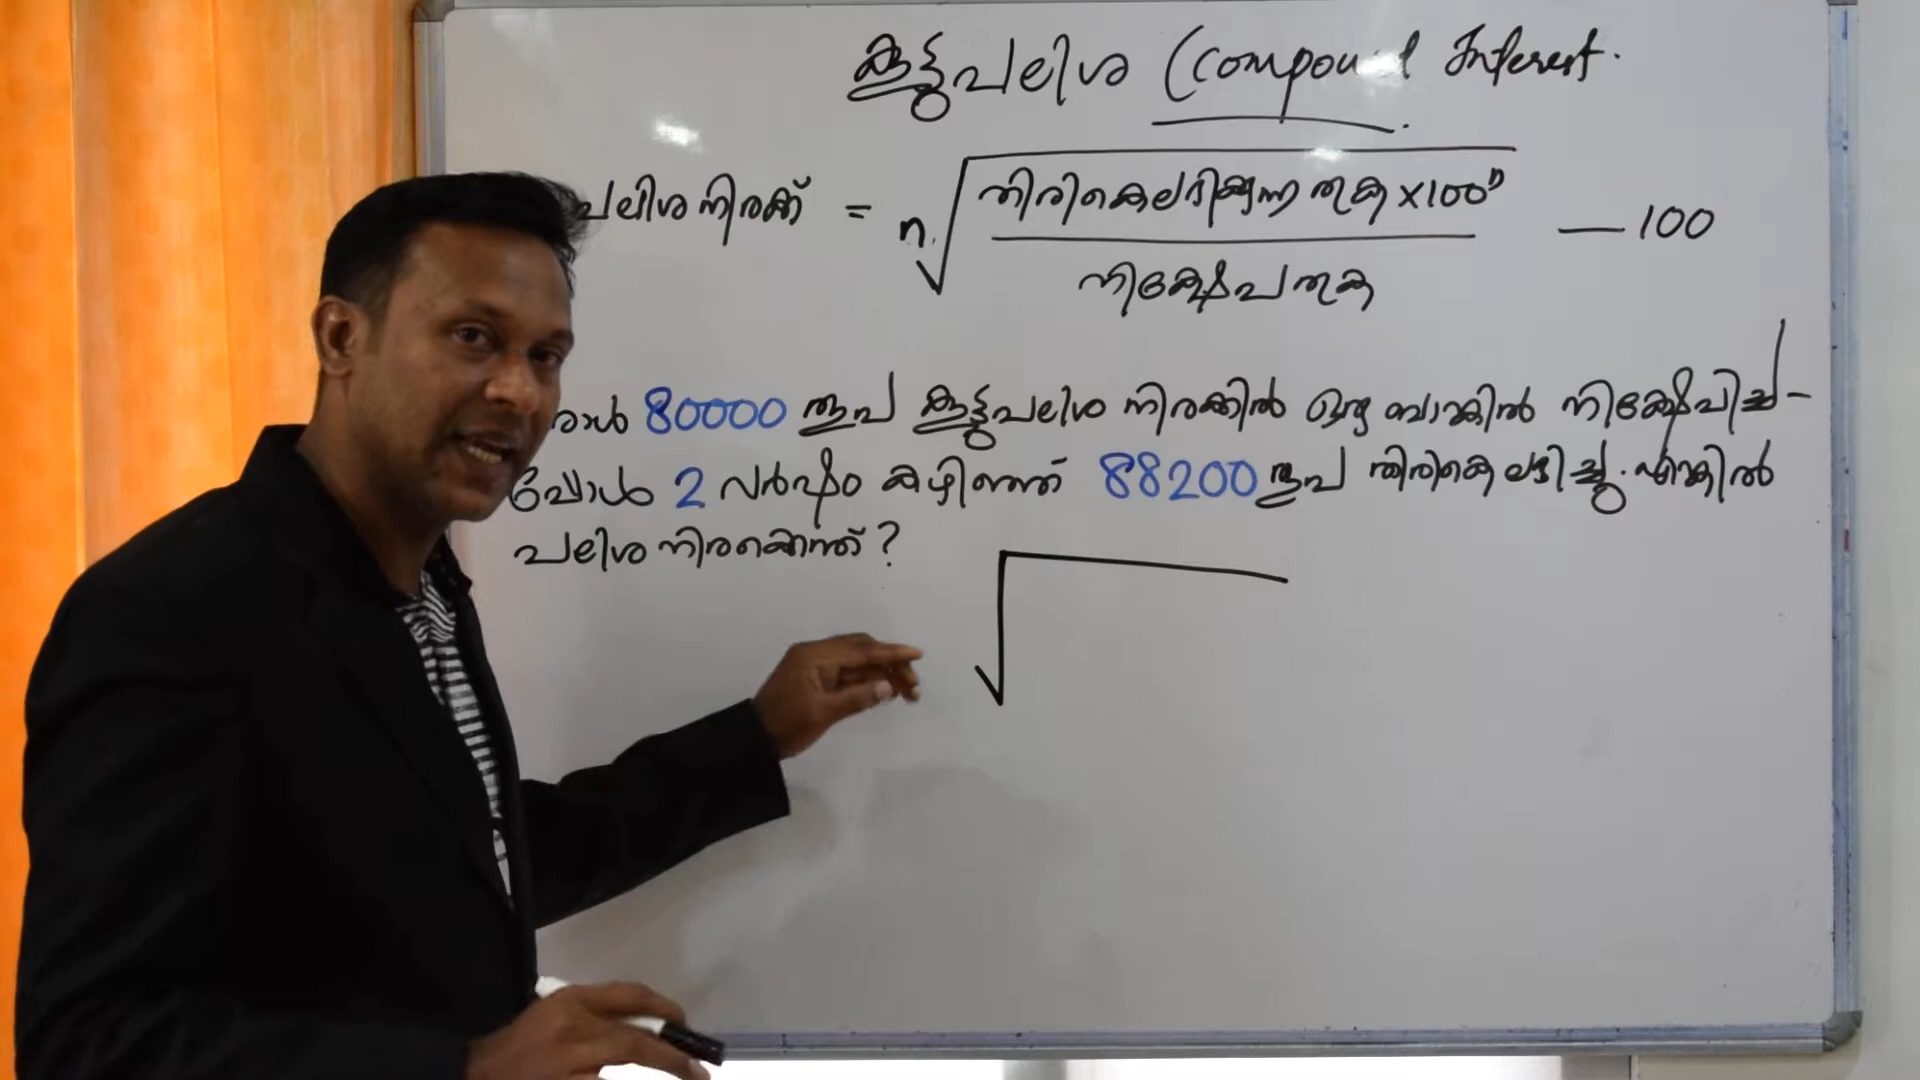 കൂട്ടുപലിശ (Compound Interest.
പലിശ നിരക്ക് = n√ തിരികെലഭിക്കുന്ന തുക x100ⁿ — 100
നിക്ഷേപതുക
രാൾ 80000 രൂപ കൂട്ടുപലിശ നിരക്കിൽ ഒരു ബാങ്കിൽ നിക്ഷേപിച്ച-
പ്പോൾ 2 വർഷം കഴിഞ്ഞ് 88200 രൂപ തിരികെ ലഭിച്ചു. എങ്കിൽ
പലിശ നിരക്കെന്ത് ?